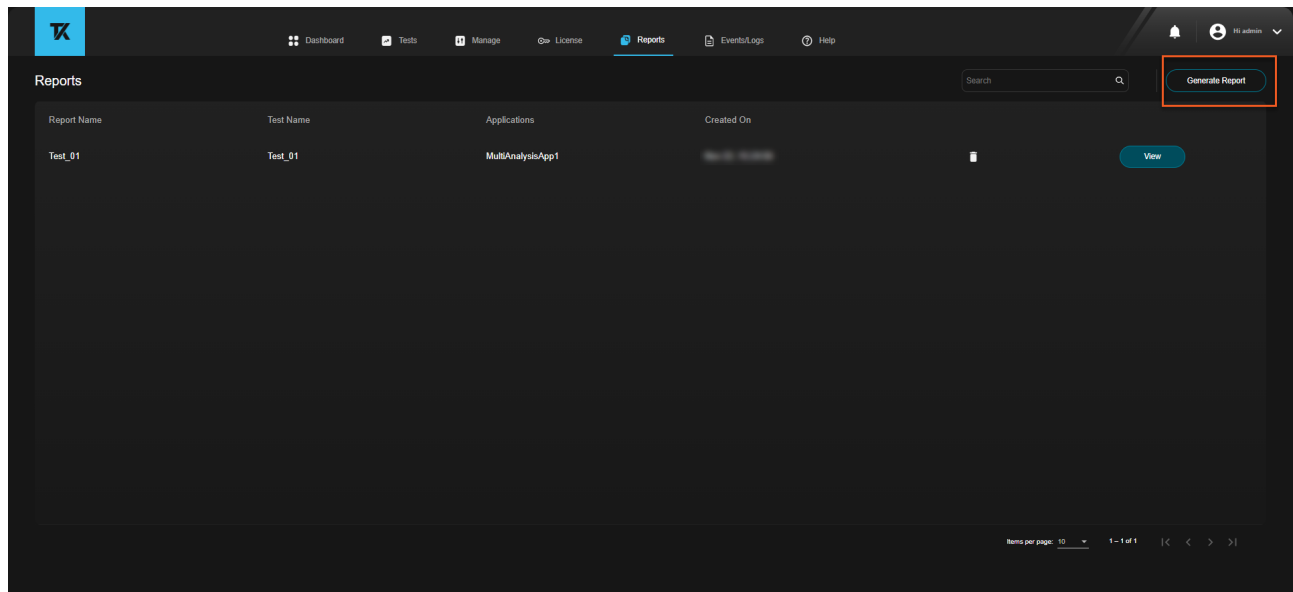 TK
Dashboard Tests Manage License Reports Events/Logs Help Hi admin
Reports Search Generate Report
Report Name Test Name Applications Created On
Test_01 Test_01 MultiAnalysisApp1 View
Items per page: 10 1 – 1 of 1